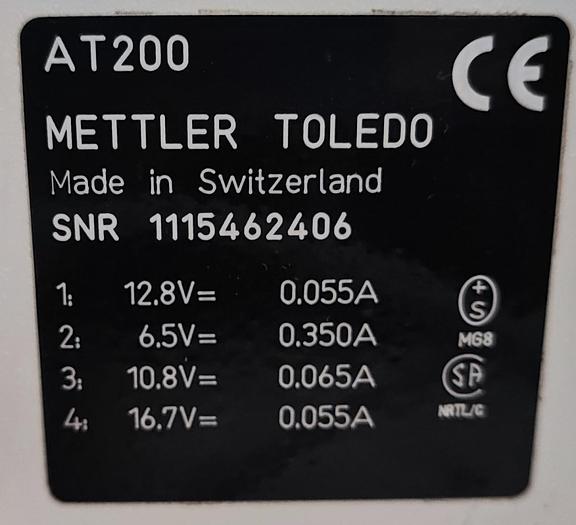 AT200
CE
METTLER TOLEDO
Made in Switzerland
SNR 1115462406
1: 12.8V= 0.055A
2: 6.5V= 0.350A
3: 10.8V= 0.065A
4: 16.7V= 0.055A
+S
MG8
SA
NRTL/C